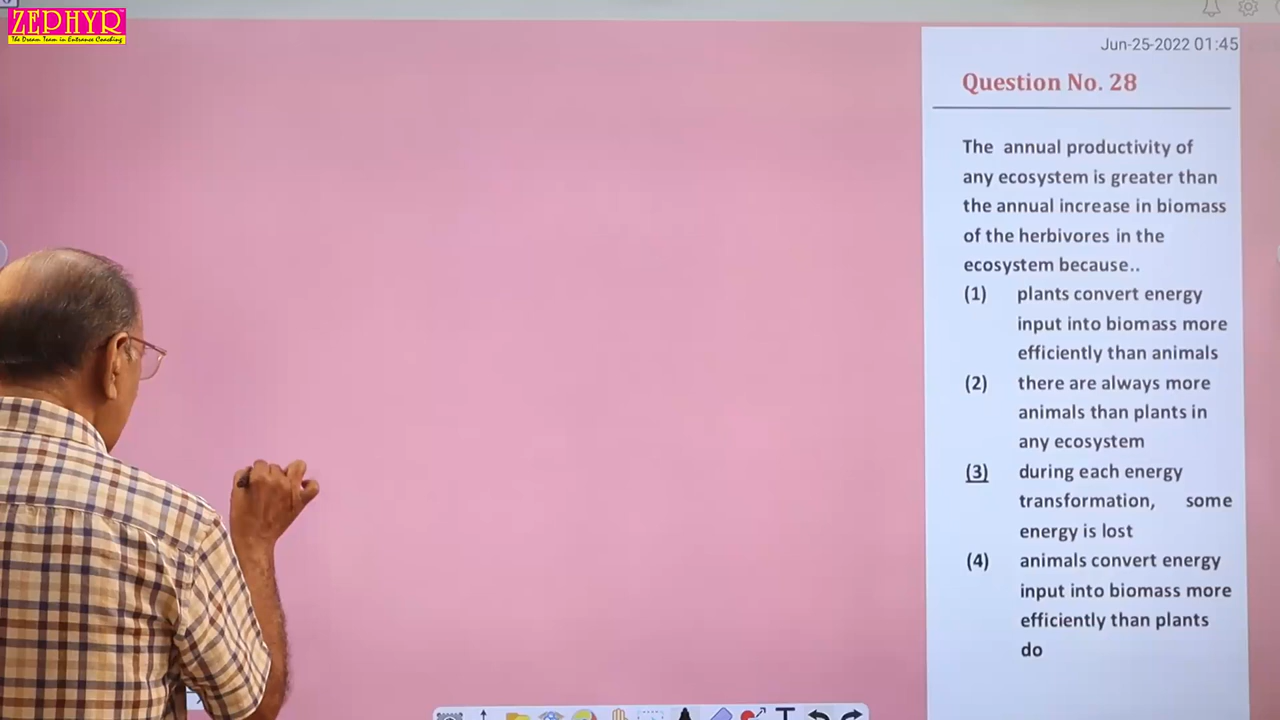 ZEPHYR
The Dream Team in Entrance Coaching
Jun-25-2022 01:45
Question No. 28
The annual productivity of
any ecosystem is greater than
the annual increase in biomass
of the herbivores in the
ecosystem because..
(1) plants convert energy
input into biomass more
efficiently than animals
(2) there are always more
animals than plants in
any ecosystem
(3) during each energy
transformation, some
energy is lost
(4) animals convert energy
input into biomass more
efficiently than plants
do
T